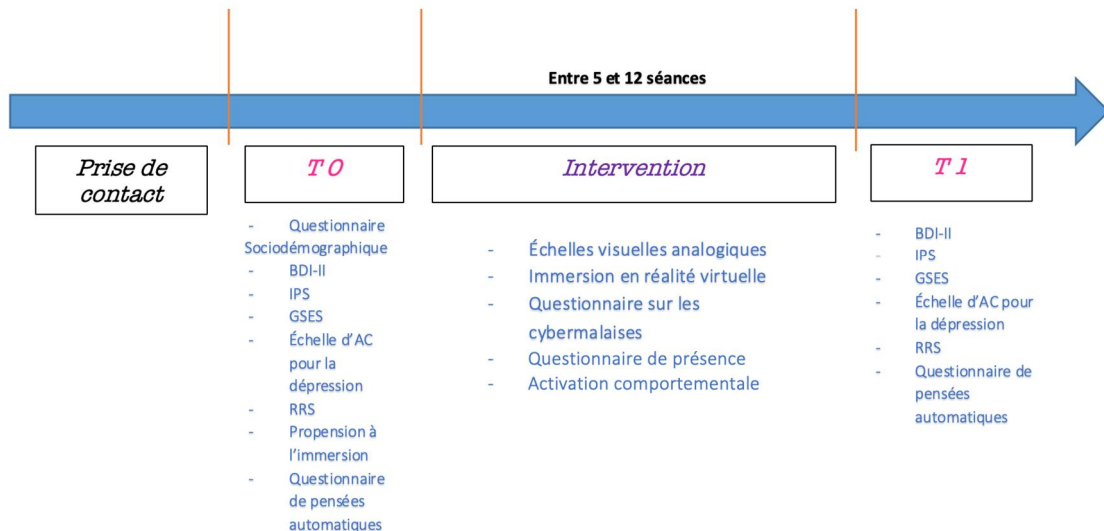 Entre 5 et 12 séances
Prise de
contact
T 0
- Questionnaire
Sociodémographique
- BDI-II
- IPS
- GSES
- Échelle d'AC
pour la
dépression
- RRS
- Propension à
l'immersion
- Questionnaire
de pensées
automatiques
Intervention
- Échelles visuelles analogiques
- Immersion en réalité virtuelle
- Questionnaire sur les
cybermalaises
- Questionnaire de présence
- Activation comportementale
T 1
- BDI-II
- IPS
- GSES
- Échelle d'AC pour
la dépression
- RRS
- Questionnaire de
pensées
automatiques